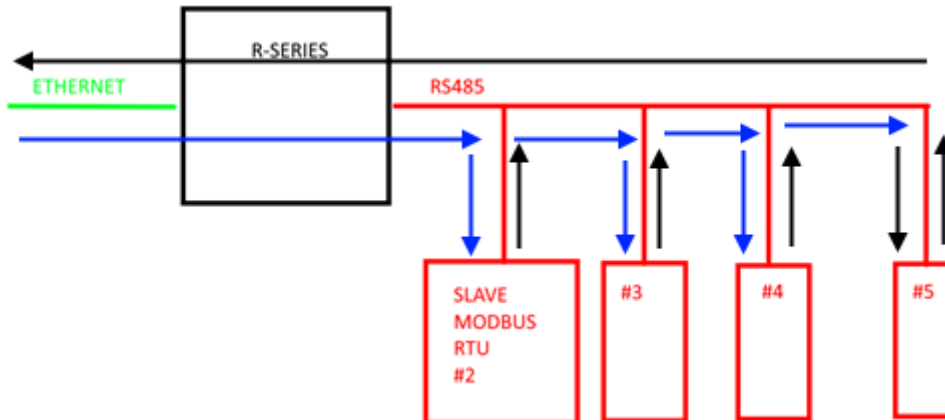 R-SERIES
ETHERNET
RS485
SLAVE
MODBUS
RTU
#2
#3
#4
#5